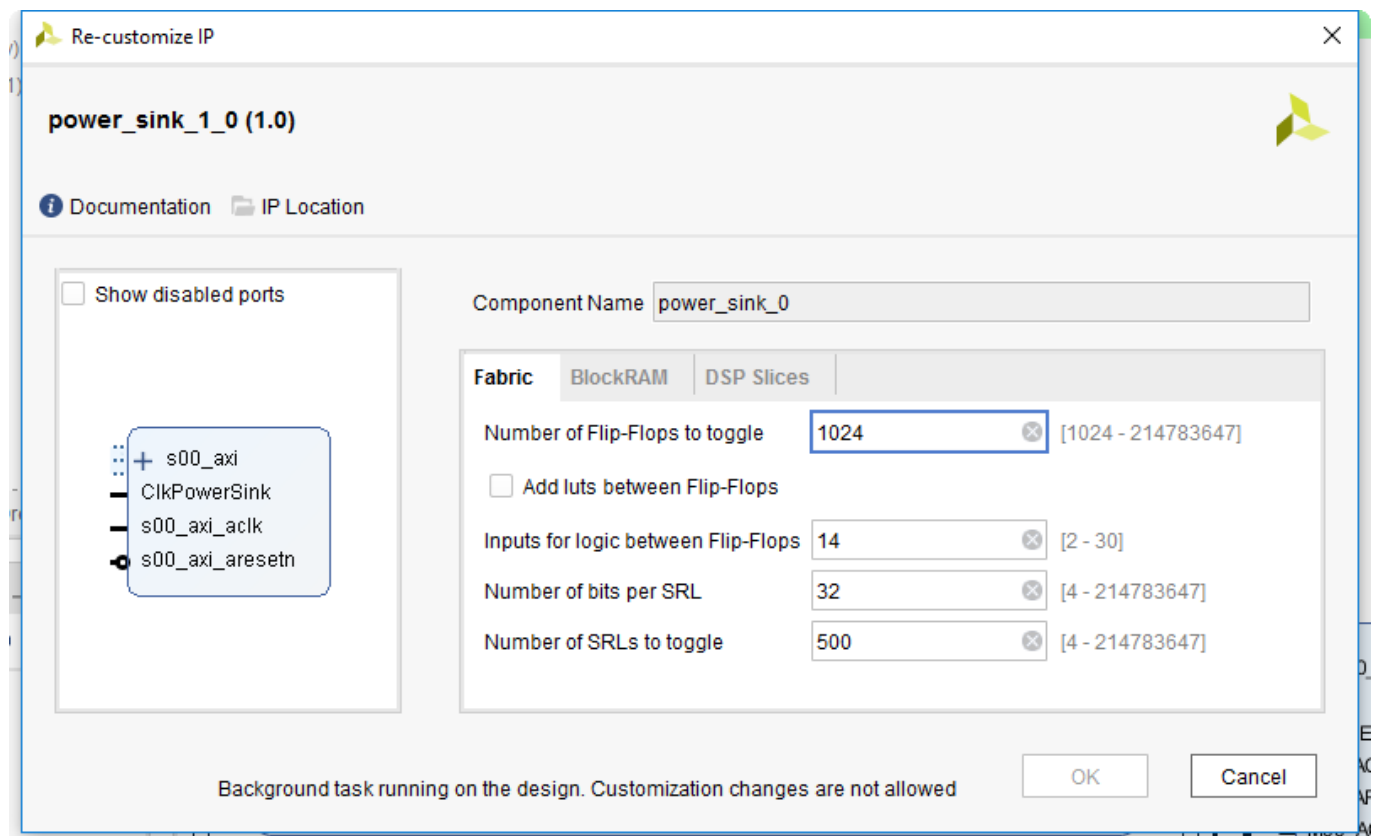 Re-customize IP
power_sink_1_0 (1.0)
Documentation IP Location
Show disabled ports
s00_axi
ClkPowerSink
s00_axi_aclk
s00_axi_aresetn
Component Name power_sink_0
Fabric BlockRAM DSP Slices
Number of Flip-Flops to toggle 1024 [1024 - 214783647]
Add luts between Flip-Flops
Inputs for logic between Flip-Flops 14 [2 - 30]
Number of bits per SRL 32 [4 - 214783647]
Number of SRLs to toggle 500 [4 - 214783647]
Background task running on the design. Customization changes are not allowed OK Cancel